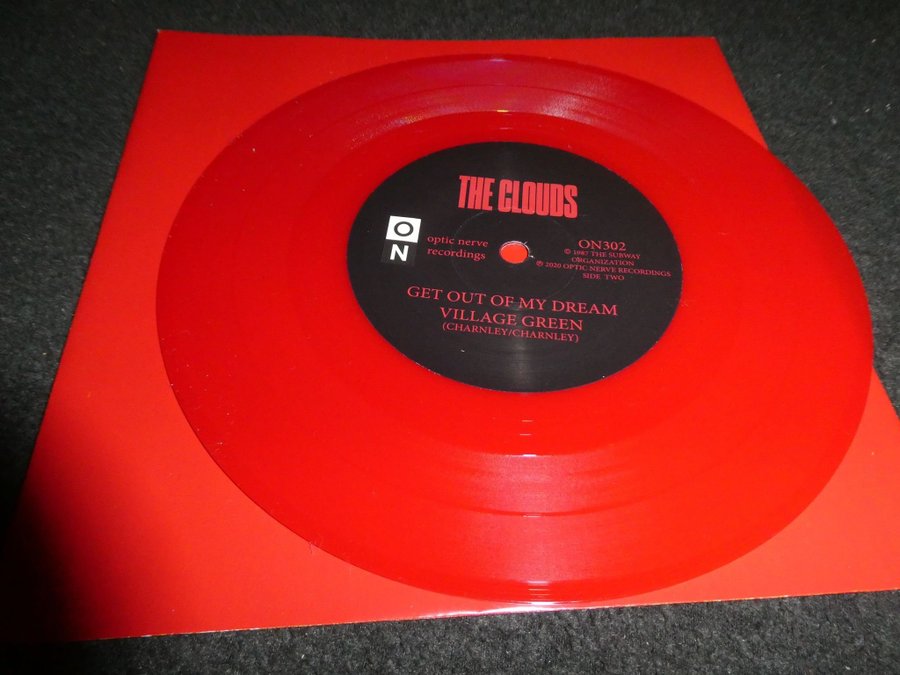 THE CLOUDS
ON
optic nerve
recordings
ON302
© 1987 THE SUBWAY
ORGANIZATION
℗ 2020 OPTIC NERVE RECORDINGS
SIDE TWO
GET OUT OF MY DREAM
VILLAGE GREEN
(CHARNLEY/CHARNLEY)